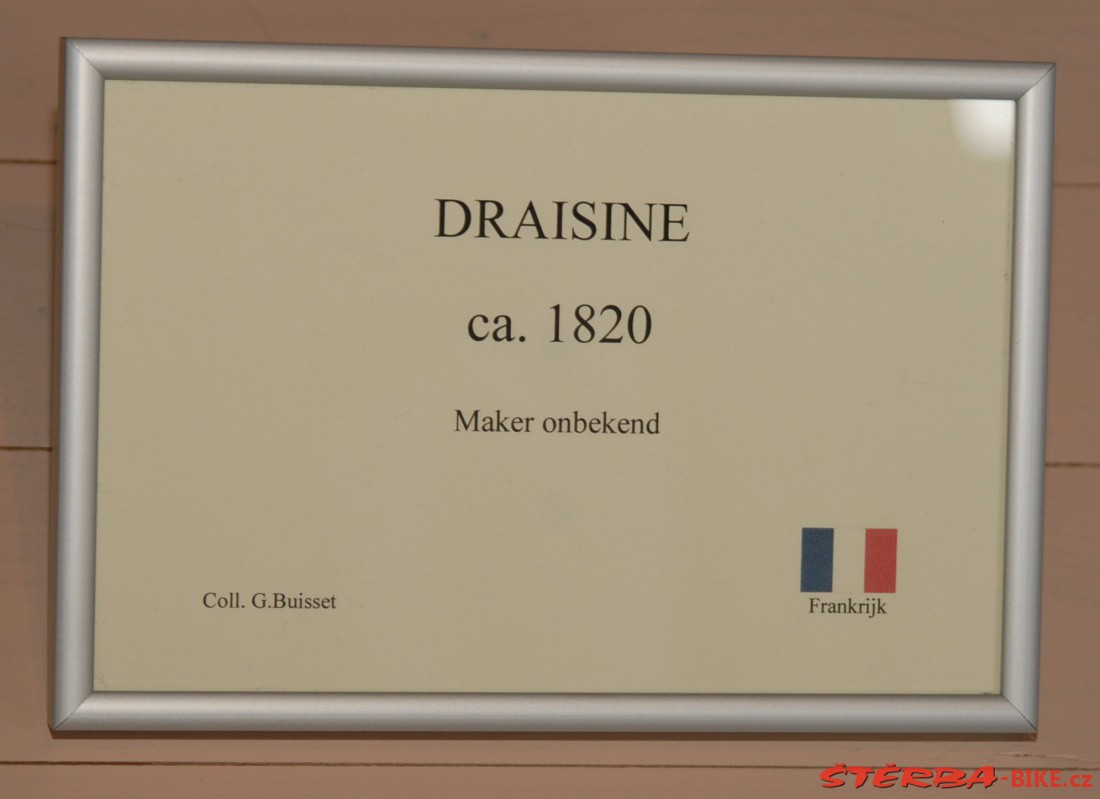 DRAISINE
ca. 1820
Maker onbekend
Coll. G.Buisset
Frankrijk
ŠTĚRBA-BIKE.cz